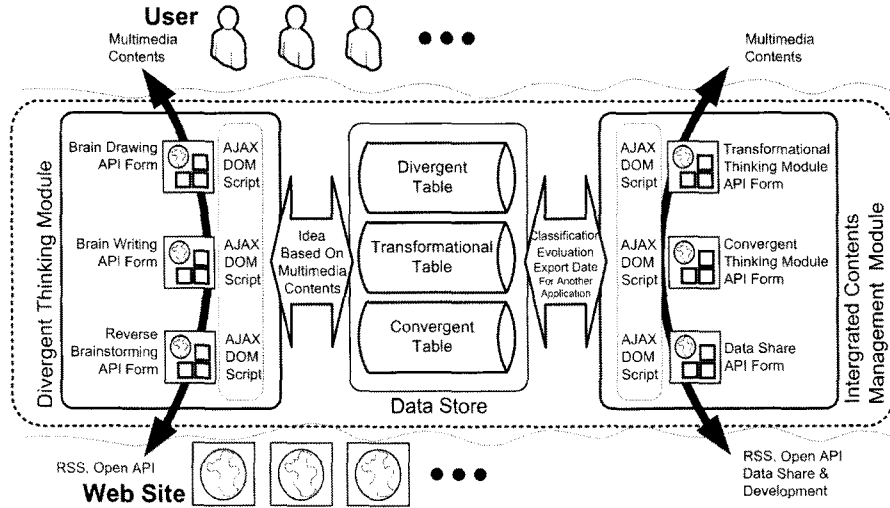 User
Multimedia
Contents
Multimedia
Contents
Divergent Thinking Module
Brain Drawing
API Form
AJAX
DOM
Script
Brain Writing
API Form
AJAX
DOM
Script
Reverse
Brainstorming
API Form
AJAX
DOM
Script
Idea
Based On
Multimedia
Contents
Divergent
Table
Transformational
Table
Convergent
Table
Data Store
Classification
Eveluation
Export Date
For Another
Application
AJAX
DOM
Script
Transformational
Thinking Module
API Form
AJAX
DOM
Script
Convergent
Thinking Module
API Form
AJAX
DOM
Script
Data Share
API Form
Intergrated Contents
Management Module
RSS, Open API
Web Site
RSS, Open API
Data Share &
Development